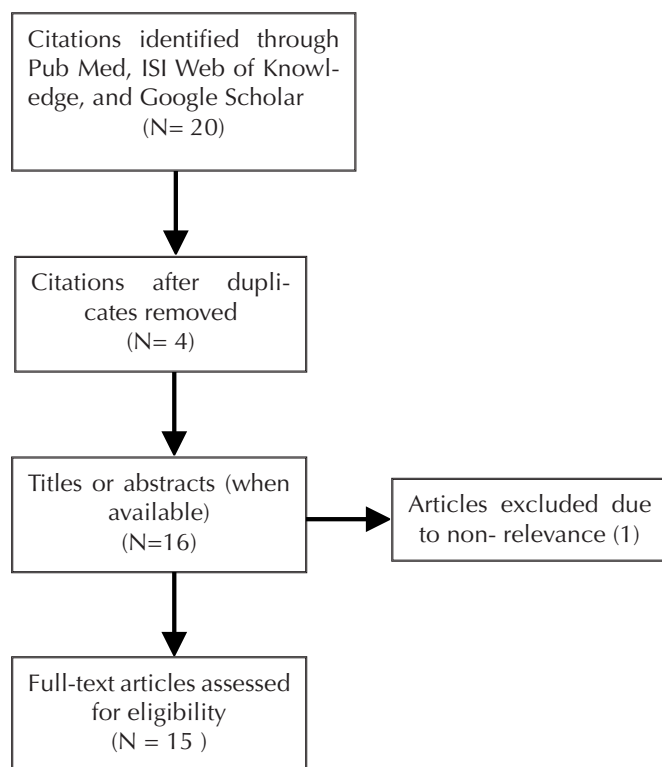 Citations identified through
Pub Med, ISI Web of Knowl-
edge, and Google Scholar
(N= 20)
Citations after dupli-
cates removed
(N= 4)
Titles or abstracts (when
available)
(N=16)
Articles excluded due
to non- relevance (1)
Full-text articles assessed
for eligibility
(N = 15 )